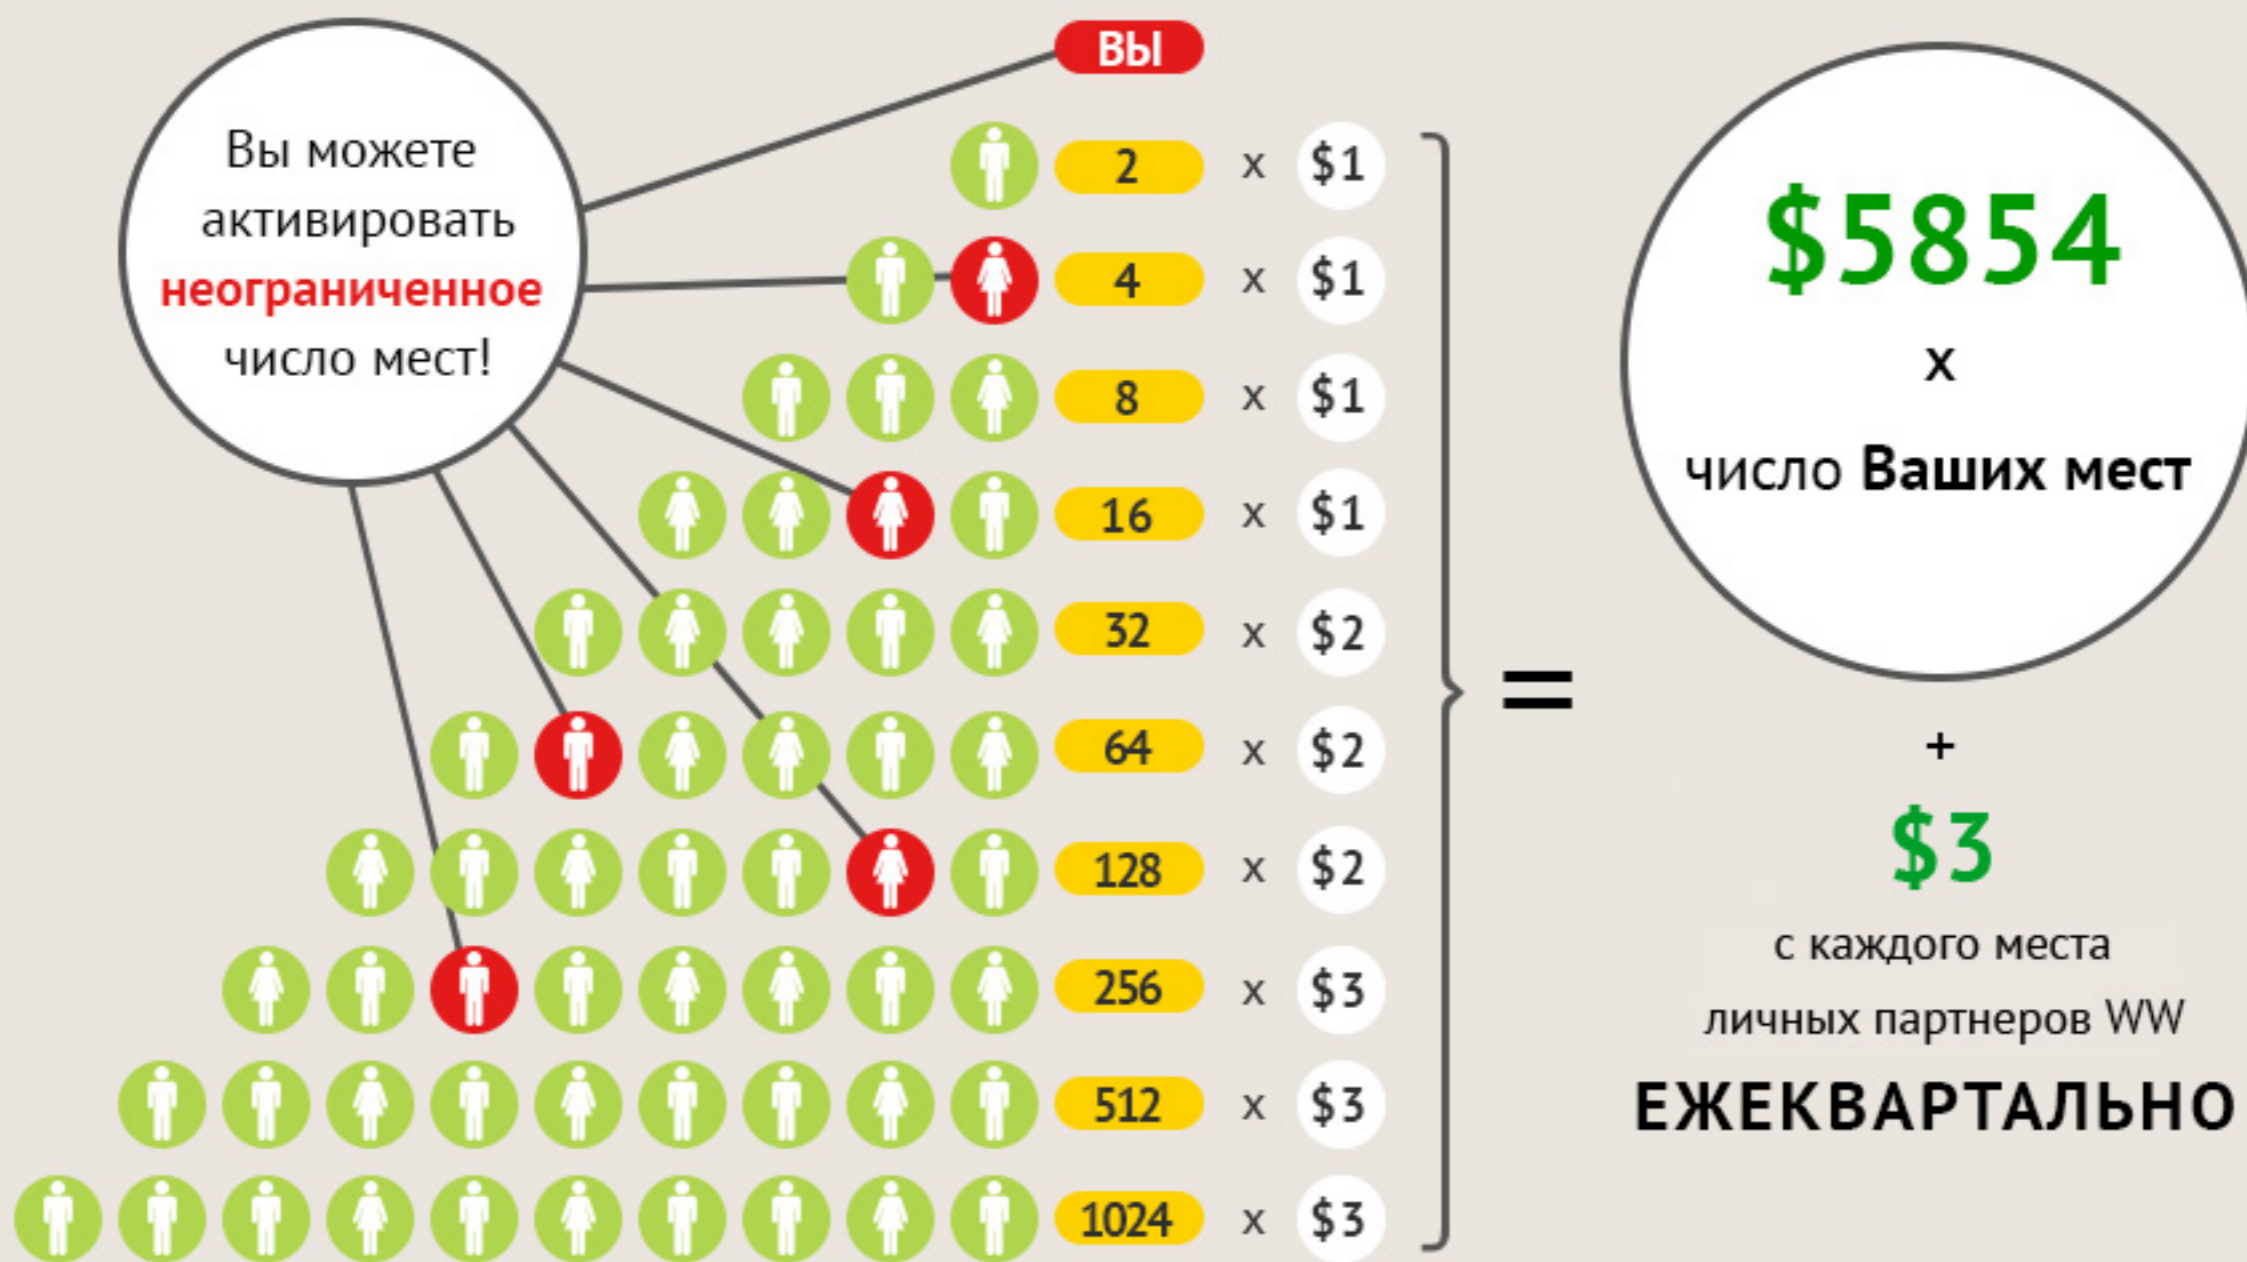 ВЫ
Вы можете
активировать
неограниченное
число мест!
2 x $1
4 x $1
8 x $1
16 x $1
32 x $2
64 x $2
128 x $2
256 x $3
512 x $3
1024 x $3
=
$5854
x
число Ваших мест
+
$3
с каждого места
личных партнеров WW
ЕЖЕКВАРТАЛЬНО